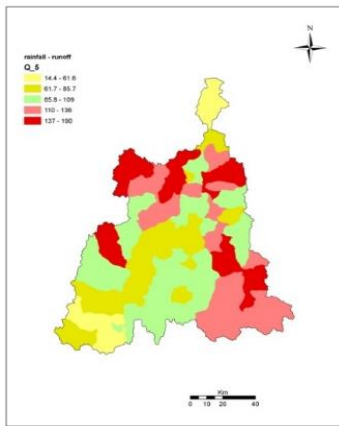 N
rainfall - runoff
Q_5
14.4 - 61.6
61.7 - 85.7
85.8 - 109
110 - 136
137 - 190
Km
0 10 20 40